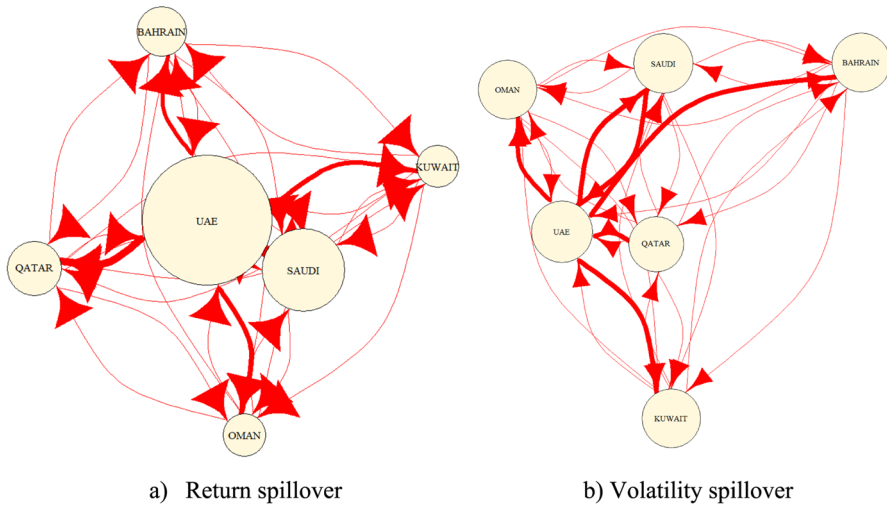 BAHRAIN
KUWAIT
UAE
QATAR
SAUDI
OMAN
a) Return spillover
SAUDI
BAHRAIN
OMAN
UAE
QATAR
KUWAIT
b) Volatility spillover